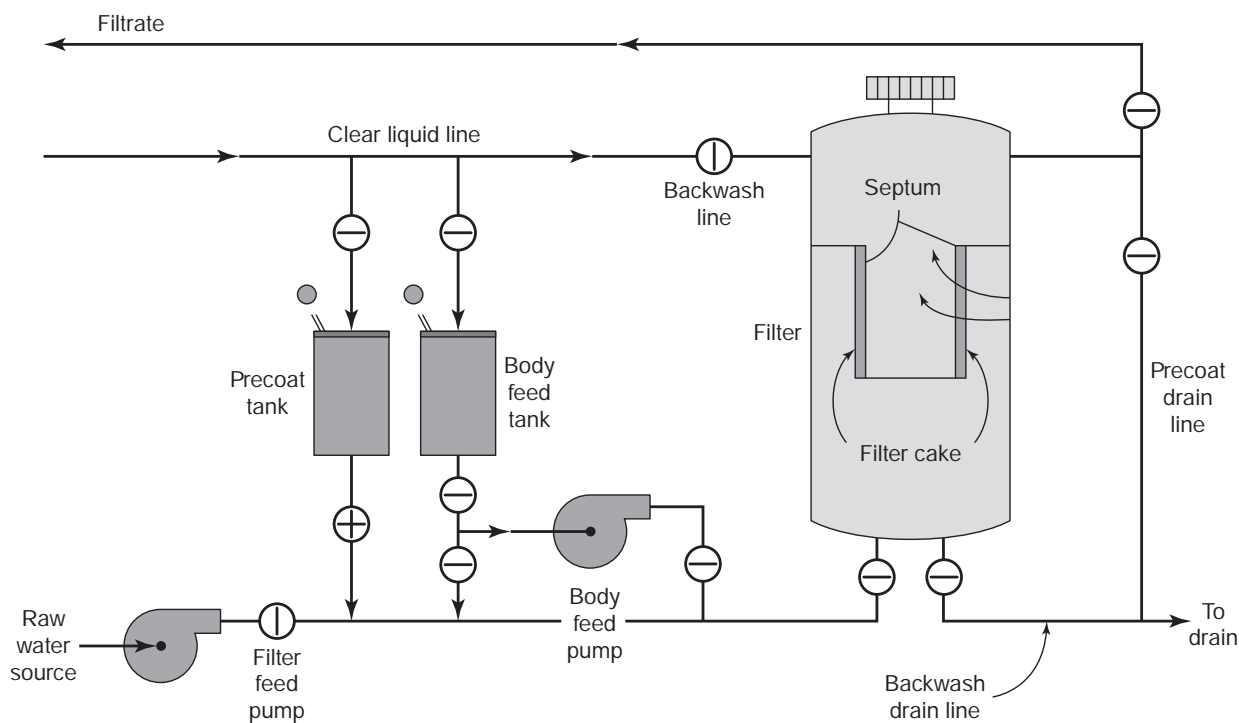 Filtrate
Clear liquid line
Backwash
line
Septum
Filter
Precoat
tank
Body
feed
tank
Precoat
drain
line
Filter cake
Raw
water
source
Filter
feed
pump
Body
feed
pump
To
drain
Backwash
drain line